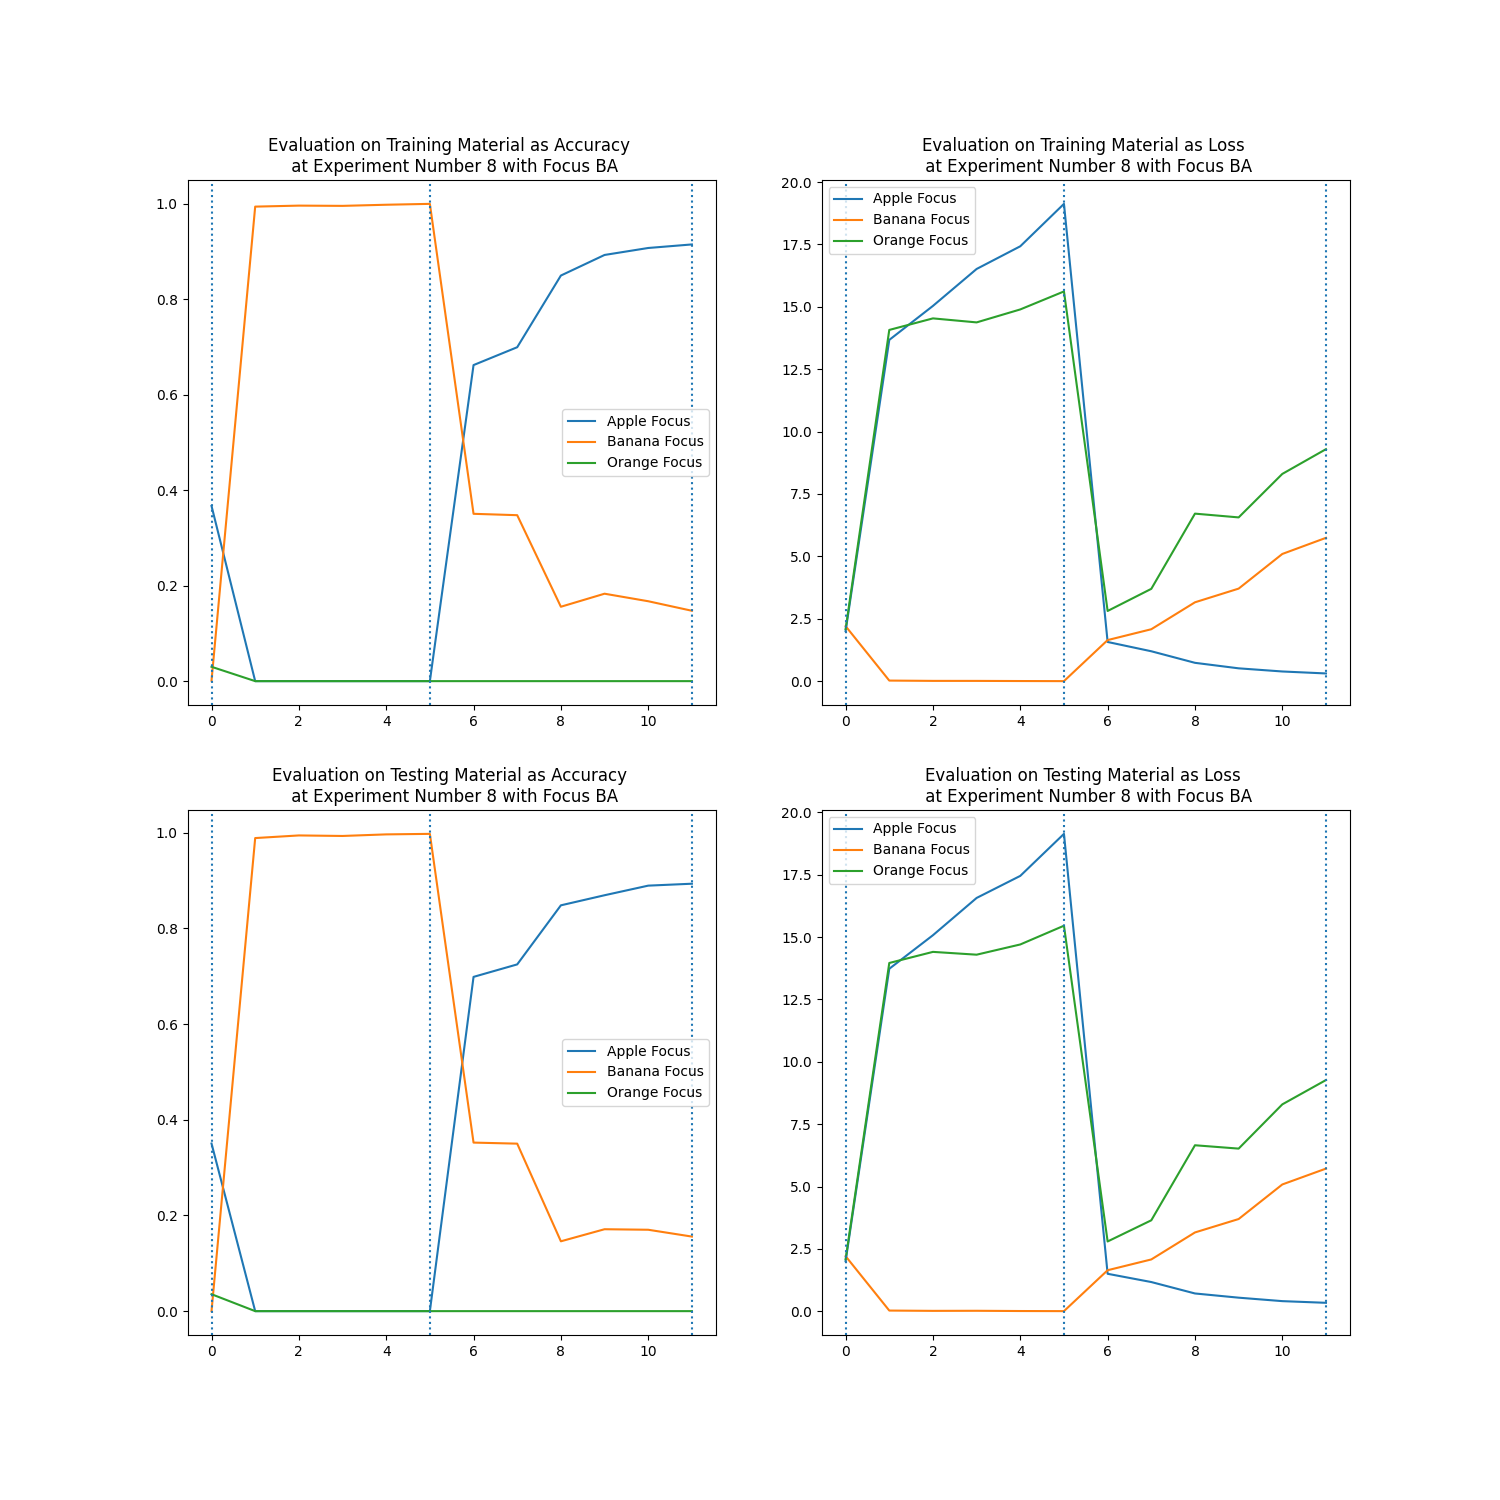 Evaluation on Training Material as Accuracy
at Experiment Number 8 with Focus BA
1.0
0.8
0.6
0.4
0.2
0.0
Apple Focus
Banana Focus
Orange Focus
0 2 4 6 8 10
Evaluation on Training Material as Loss
at Experiment Number 8 with Focus BA
20.0
17.5
15.0
12.5
10.0
7.5
5.0
2.5
0.0
Apple Focus
Banana Focus
Orange Focus
0 2 4 6 8 10
Evaluation on Testing Material as Accuracy
at Experiment Number 8 with Focus BA
1.0
0.8
0.6
0.4
0.2
0.0
Apple Focus
Banana Focus
Orange Focus
0 2 4 6 8 10
Evaluation on Testing Material as Loss
at Experiment Number 8 with Focus BA
20.0
17.5
15.0
12.5
10.0
7.5
5.0
2.5
0.0
Apple Focus
Banana Focus
Orange Focus
0 2 4 6 8 10